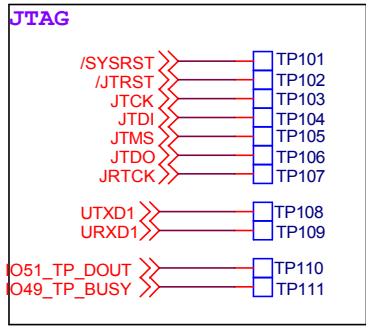 JTAG
/SYSRST TP101
/JTRST TP102
JTCK TP103
JTDI TP104
JTMS TP105
JTDO TP106
JRTCK TP107
UTXD1 TP108
URXD1 TP109
IO51_TP_DOUT TP110
IO49_TP_BUSY TP111